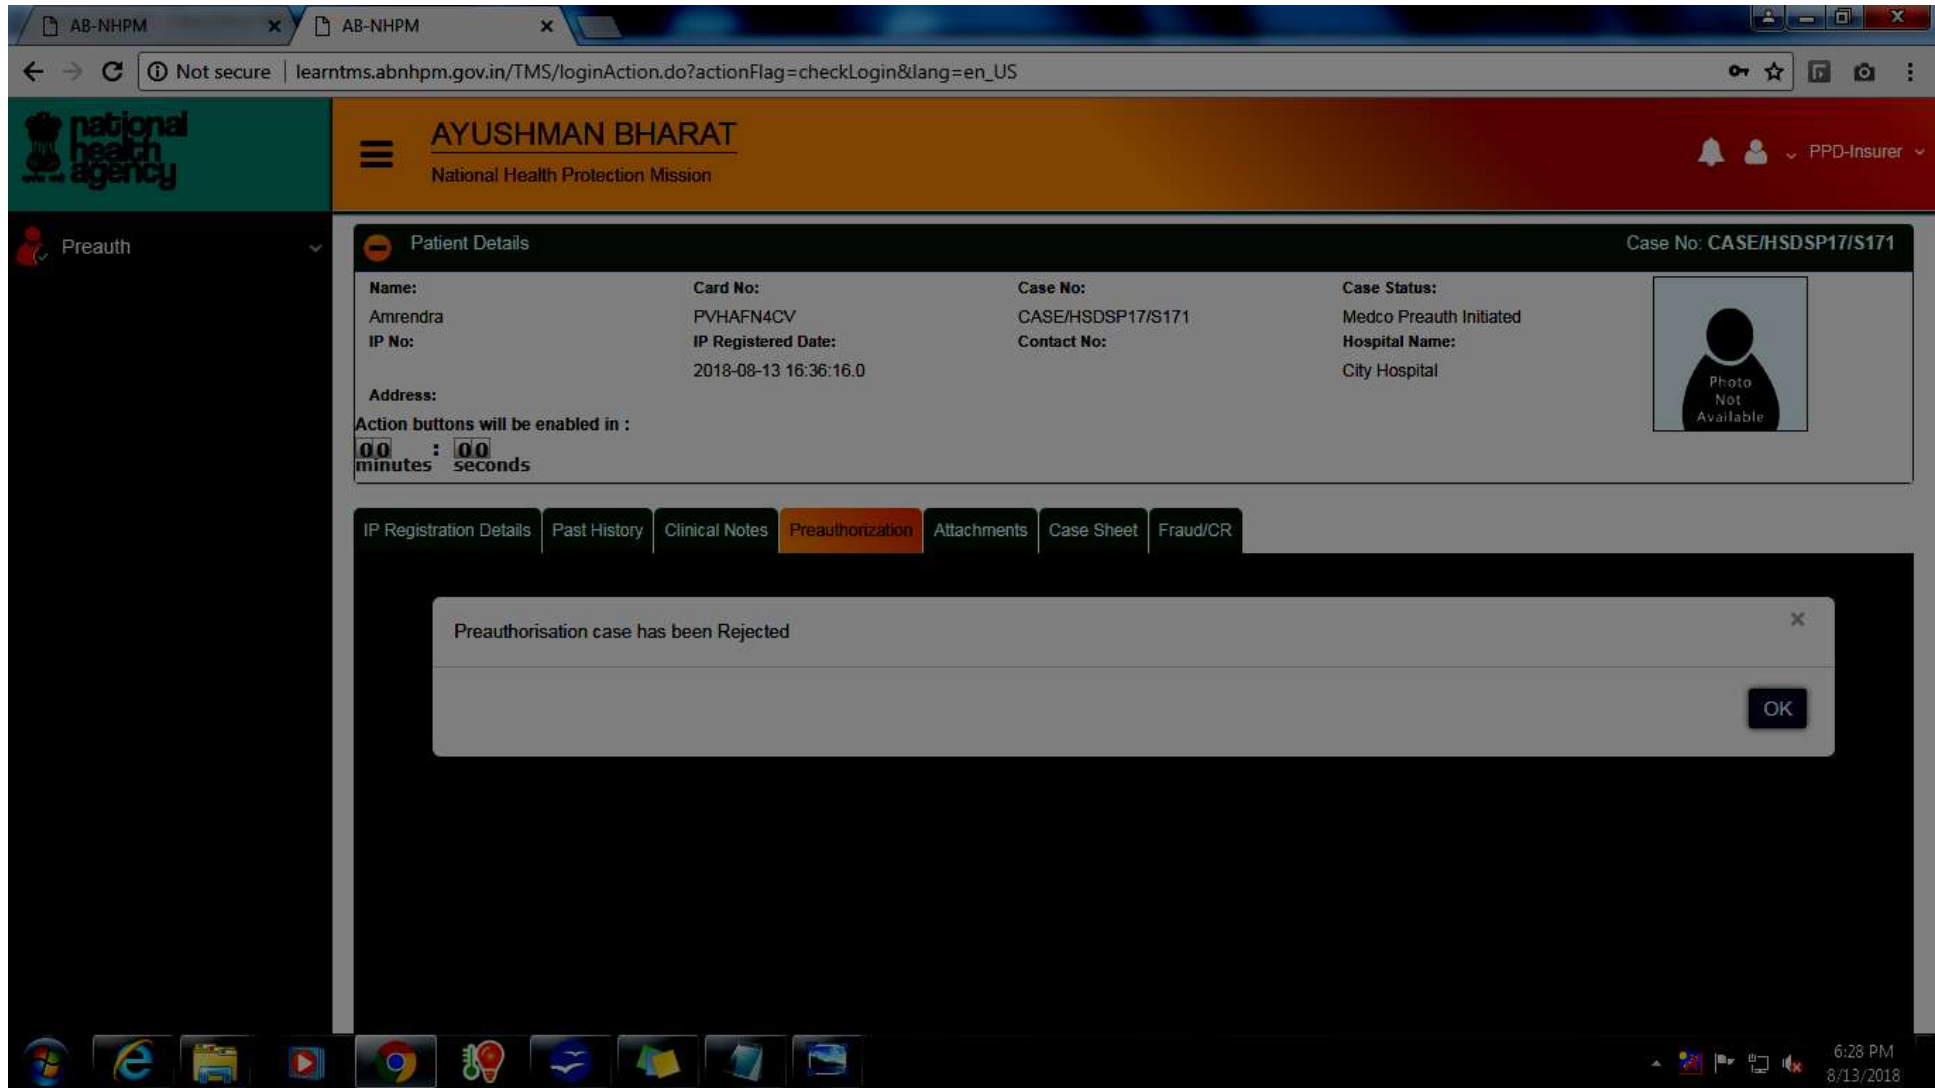 AB-NHPM
AB-NHPM
Not secure | learntms.abnhpm.gov.in/TMS/loginAction.do?actionFlag=checkLogin&lang=en_US
national
health
agency
AYUSHMAN BHARAT
National Health Protection Mission
PPD-Insurer
Preauth
Patient Details
Case No: CASE/HSDSP17/S171
Name: Card No: Case No: Case Status:
Amrendra PVHAFN4CV CASE/HSDSP17/S171 Medco Preauth Initiated
IP No: IP Registered Date: Contact No: Hospital Name:
2018-08-13 16:36:16.0 City Hospital
Photo
Not
Available
Address:
Action buttons will be enabled in :
00 : 00
minutes seconds
IP Registration Details Past History Clinical Notes Preauthorization Attachments Case Sheet Fraud/CR
Preauthorisation case has been Rejected
×
OK
6:28 PM
8/13/2018